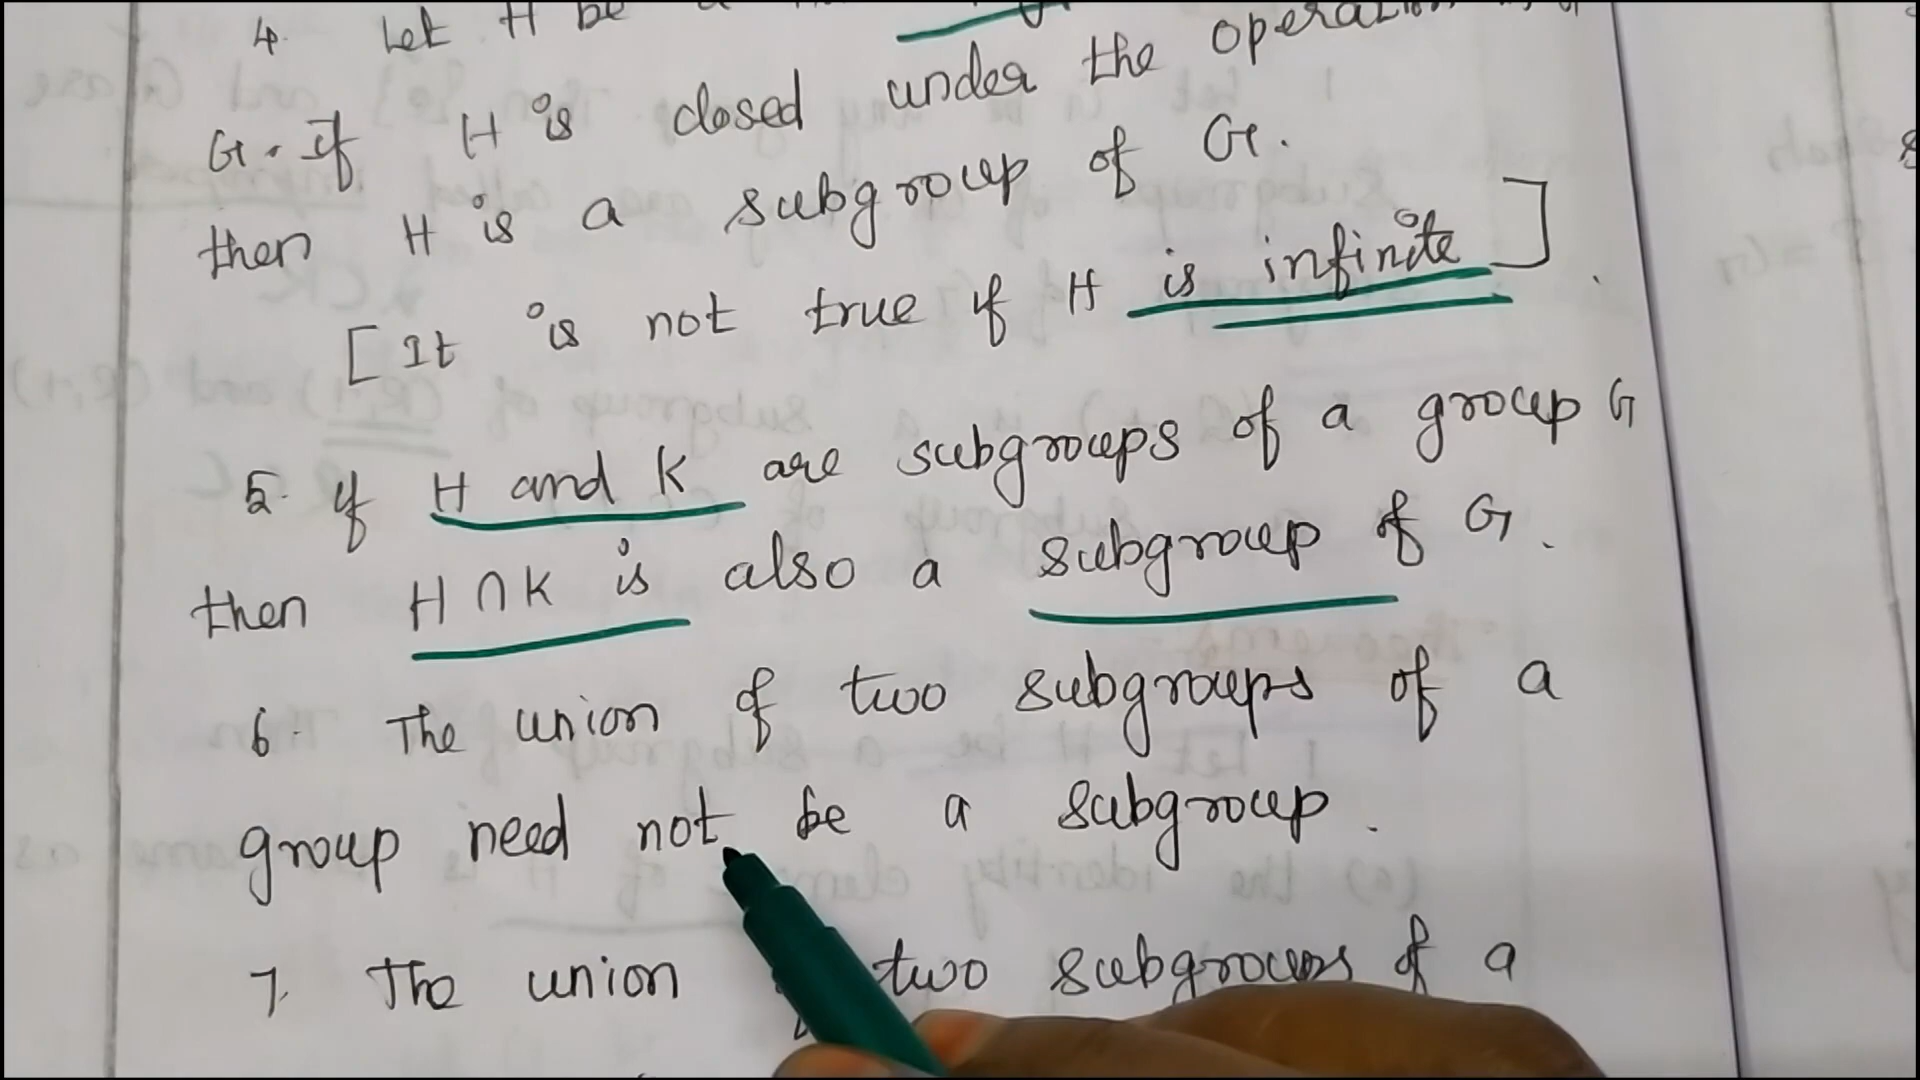 4. Let H be a
G. If H is closed under the operation
then H is a subgroup of G.
[It is not true if H is infinite].
5. if H and K are subgroups of a group G
then H ∩ K is also a subgroup of G.
6. The union of two subgroups of a
group need not be a subgroup.
7. The union two subgroups of a